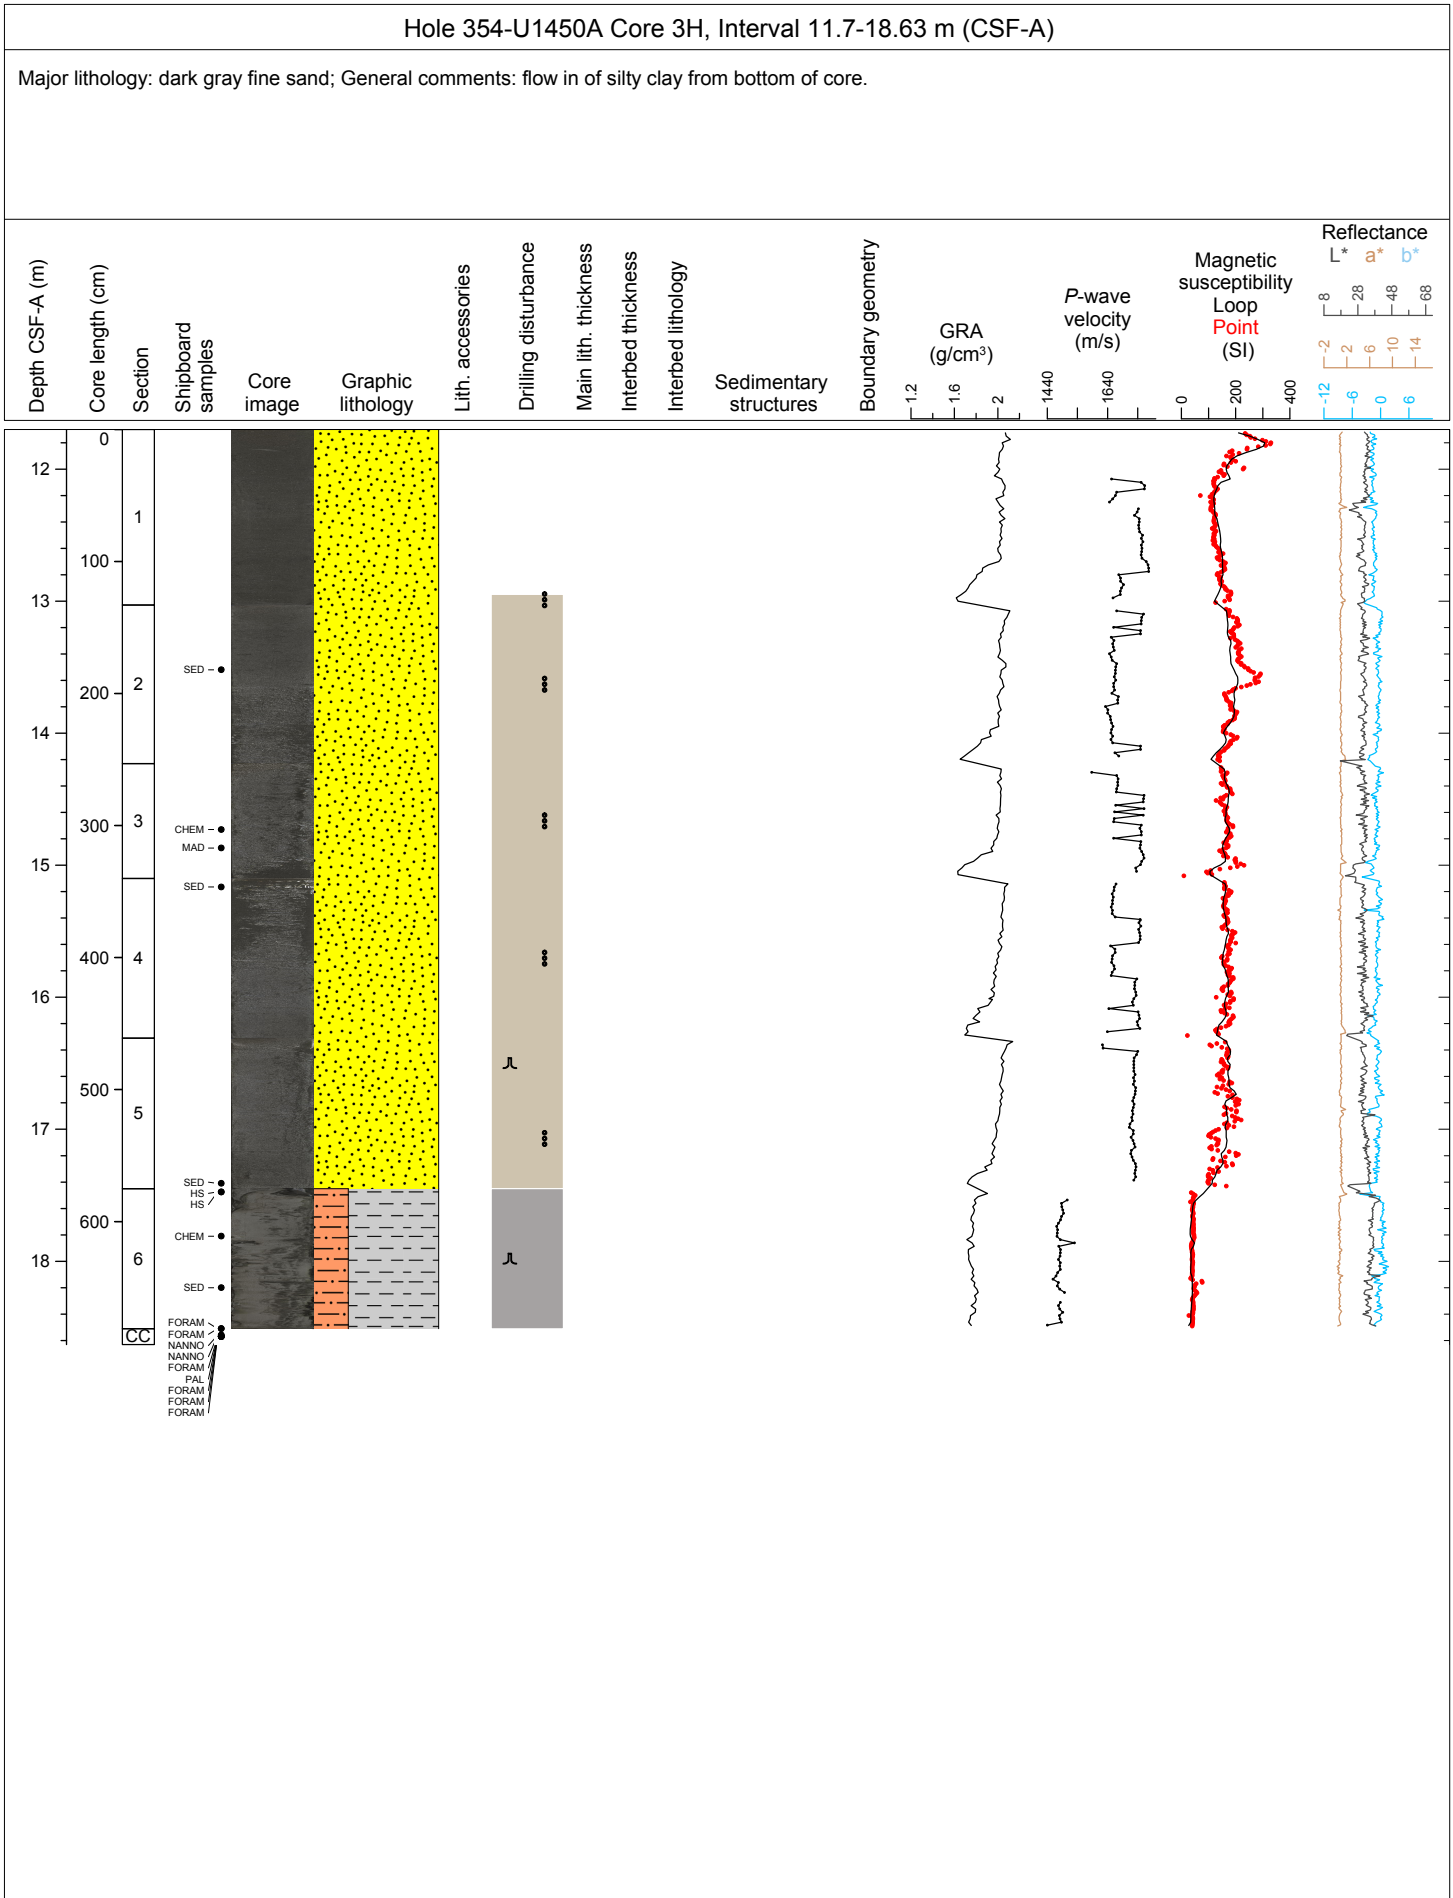 Hole 354-U1450A Core 3H, Interval 11.7-18.63 m (CSF-A)
Major lithology: dark gray fine sand; General comments: flow in of silty clay from bottom of core.
Depth CSF-A (m)
Core length (cm)
Section
Shipboard
samples
Core
image
Graphic
lithology
Lith. accessories
Drilling disturbance
Main lith. thickness
Interbed thickness
Interbed lithology
Sedimentary
structures
Boundary geometry
GRA
(g/cm³)
1.2 1.6 2
P-wave
velocity
(m/s)
1440 1640
Magnetic
susceptibility
Loop
Point
(SI)
0 200 400
Reflectance
L* a* b*
8 28 48 68
-2 2 6 10 14
-12 -6 0 6
0
12
1
100
13
SED
2
200
14
3
300
CHEM
MAD
15
SED
4
400
16
500
5
17
SED
HS
HS
600
CHEM
6
18
SED
FORAM
CC
FORAM
NANNO
NANNO
FORAM
PAL
FORAM
FORAM
FORAM